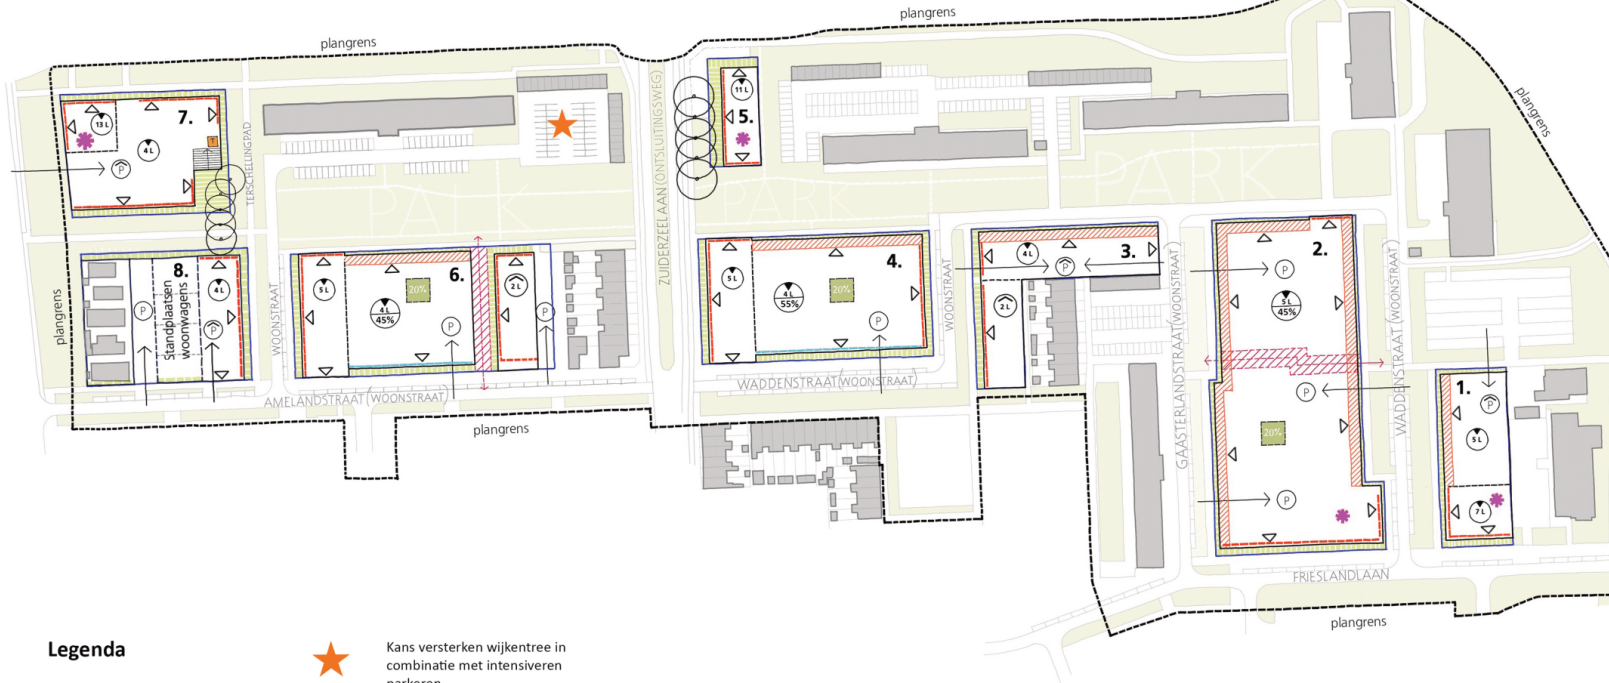 plangrens
plangrens
plangrens
plangrens
7.
13 L
4 L
P
T
TERSCHELLINGPAD
PARK
ZUIDERZEELAAN (ONTSLUITINGSWEG)
11 L
5.
PARK
PARK
8.
Standplaatsen
woonwagens
P
4 L
P
WOONSTRAAT
5 L
6.
20%
4 L
45%
P
2 L
P
AMELANDSTRAAT (WOONSTRAAT)
plangrens
5 L
4.
20%
4 L
55%
P
WADDENSTRAAT (WOONSTRAAT)
WOONSTRAAT
4 L
P
3.
2 L
GAASTERLANDSTRAAT (WOONSTRAAT)
2.
P
5 L
45%
P
20%
P
WADDENSTRAAT (WOONSTRAAT)
1.
P
5 L
7 L
FRIESLANDLAAN
plangrens
Legenda
Kans versterken wijkentree in
combinatie met intensiveren
parkeren